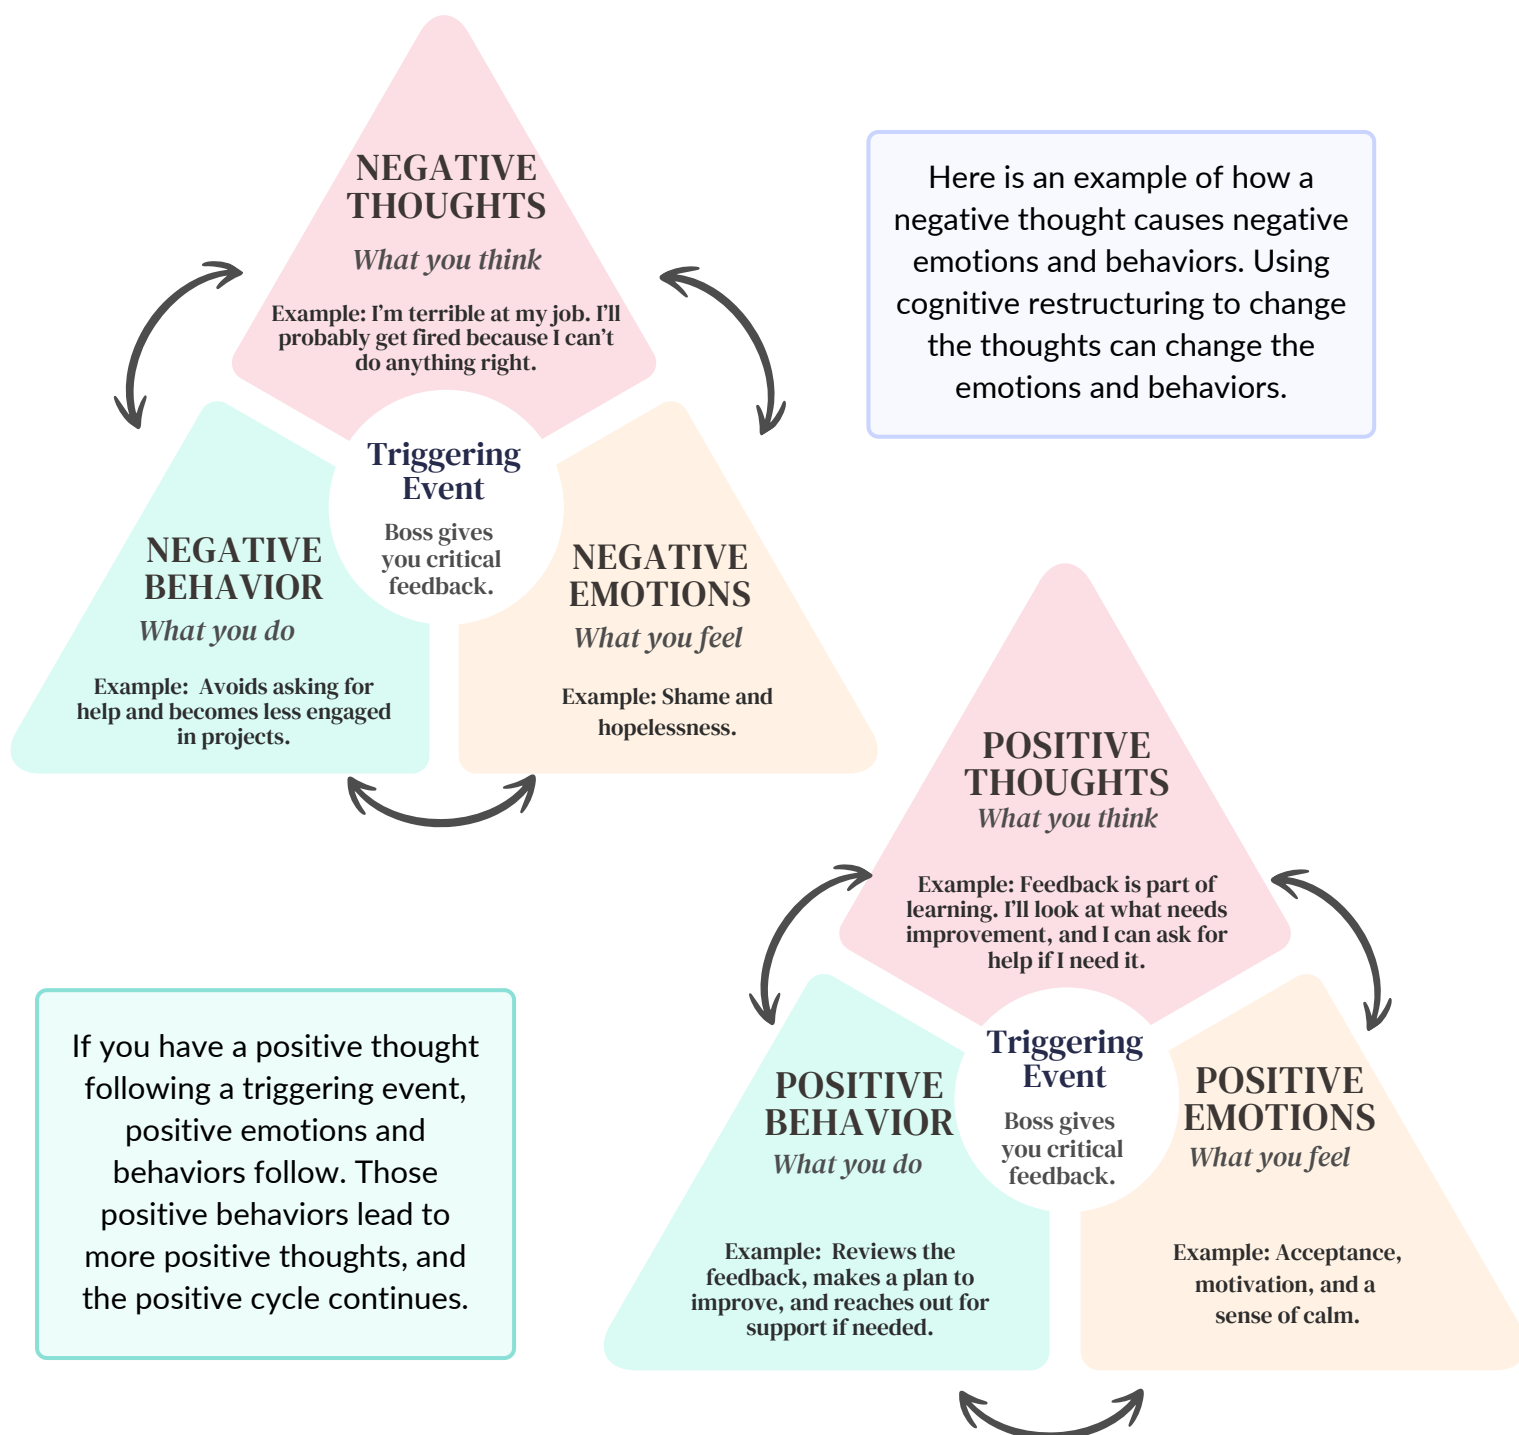 NEGATIVE
THOUGHTS
What you think
Example: I'm terrible at my job. I'll
probably get fired because I can't
do anything right.
Here is an example of how a
negative thought causes negative
emotions and behaviors. Using
cognitive restructuring to change
the thoughts can change the
emotions and behaviors.
Triggering
Event
Boss gives
you critical
feedback.
NEGATIVE
BEHAVIOR
What you do
Example:  Avoids asking for
help and becomes less engaged
in projects.
NEGATIVE
EMOTIONS
What you feel
Example: Shame and
hopelessness.
POSITIVE
THOUGHTS
What you think
Example: Feedback is part of
learning. I'll look at what needs
improvement, and I can ask for
help if I need it.
If you have a positive thought
following a triggering event,
positive emotions and
behaviors follow. Those
positive behaviors lead to
more positive thoughts, and
the positive cycle continues.
Triggering
Event
Boss gives
you critical
feedback.
POSITIVE
BEHAVIOR
What you do
Example:  Reviews the
feedback, makes a plan to
improve, and reaches out for
support if needed.
POSITIVE
EMOTIONS
What you feel
Example: Acceptance,
motivation, and a
sense of calm.